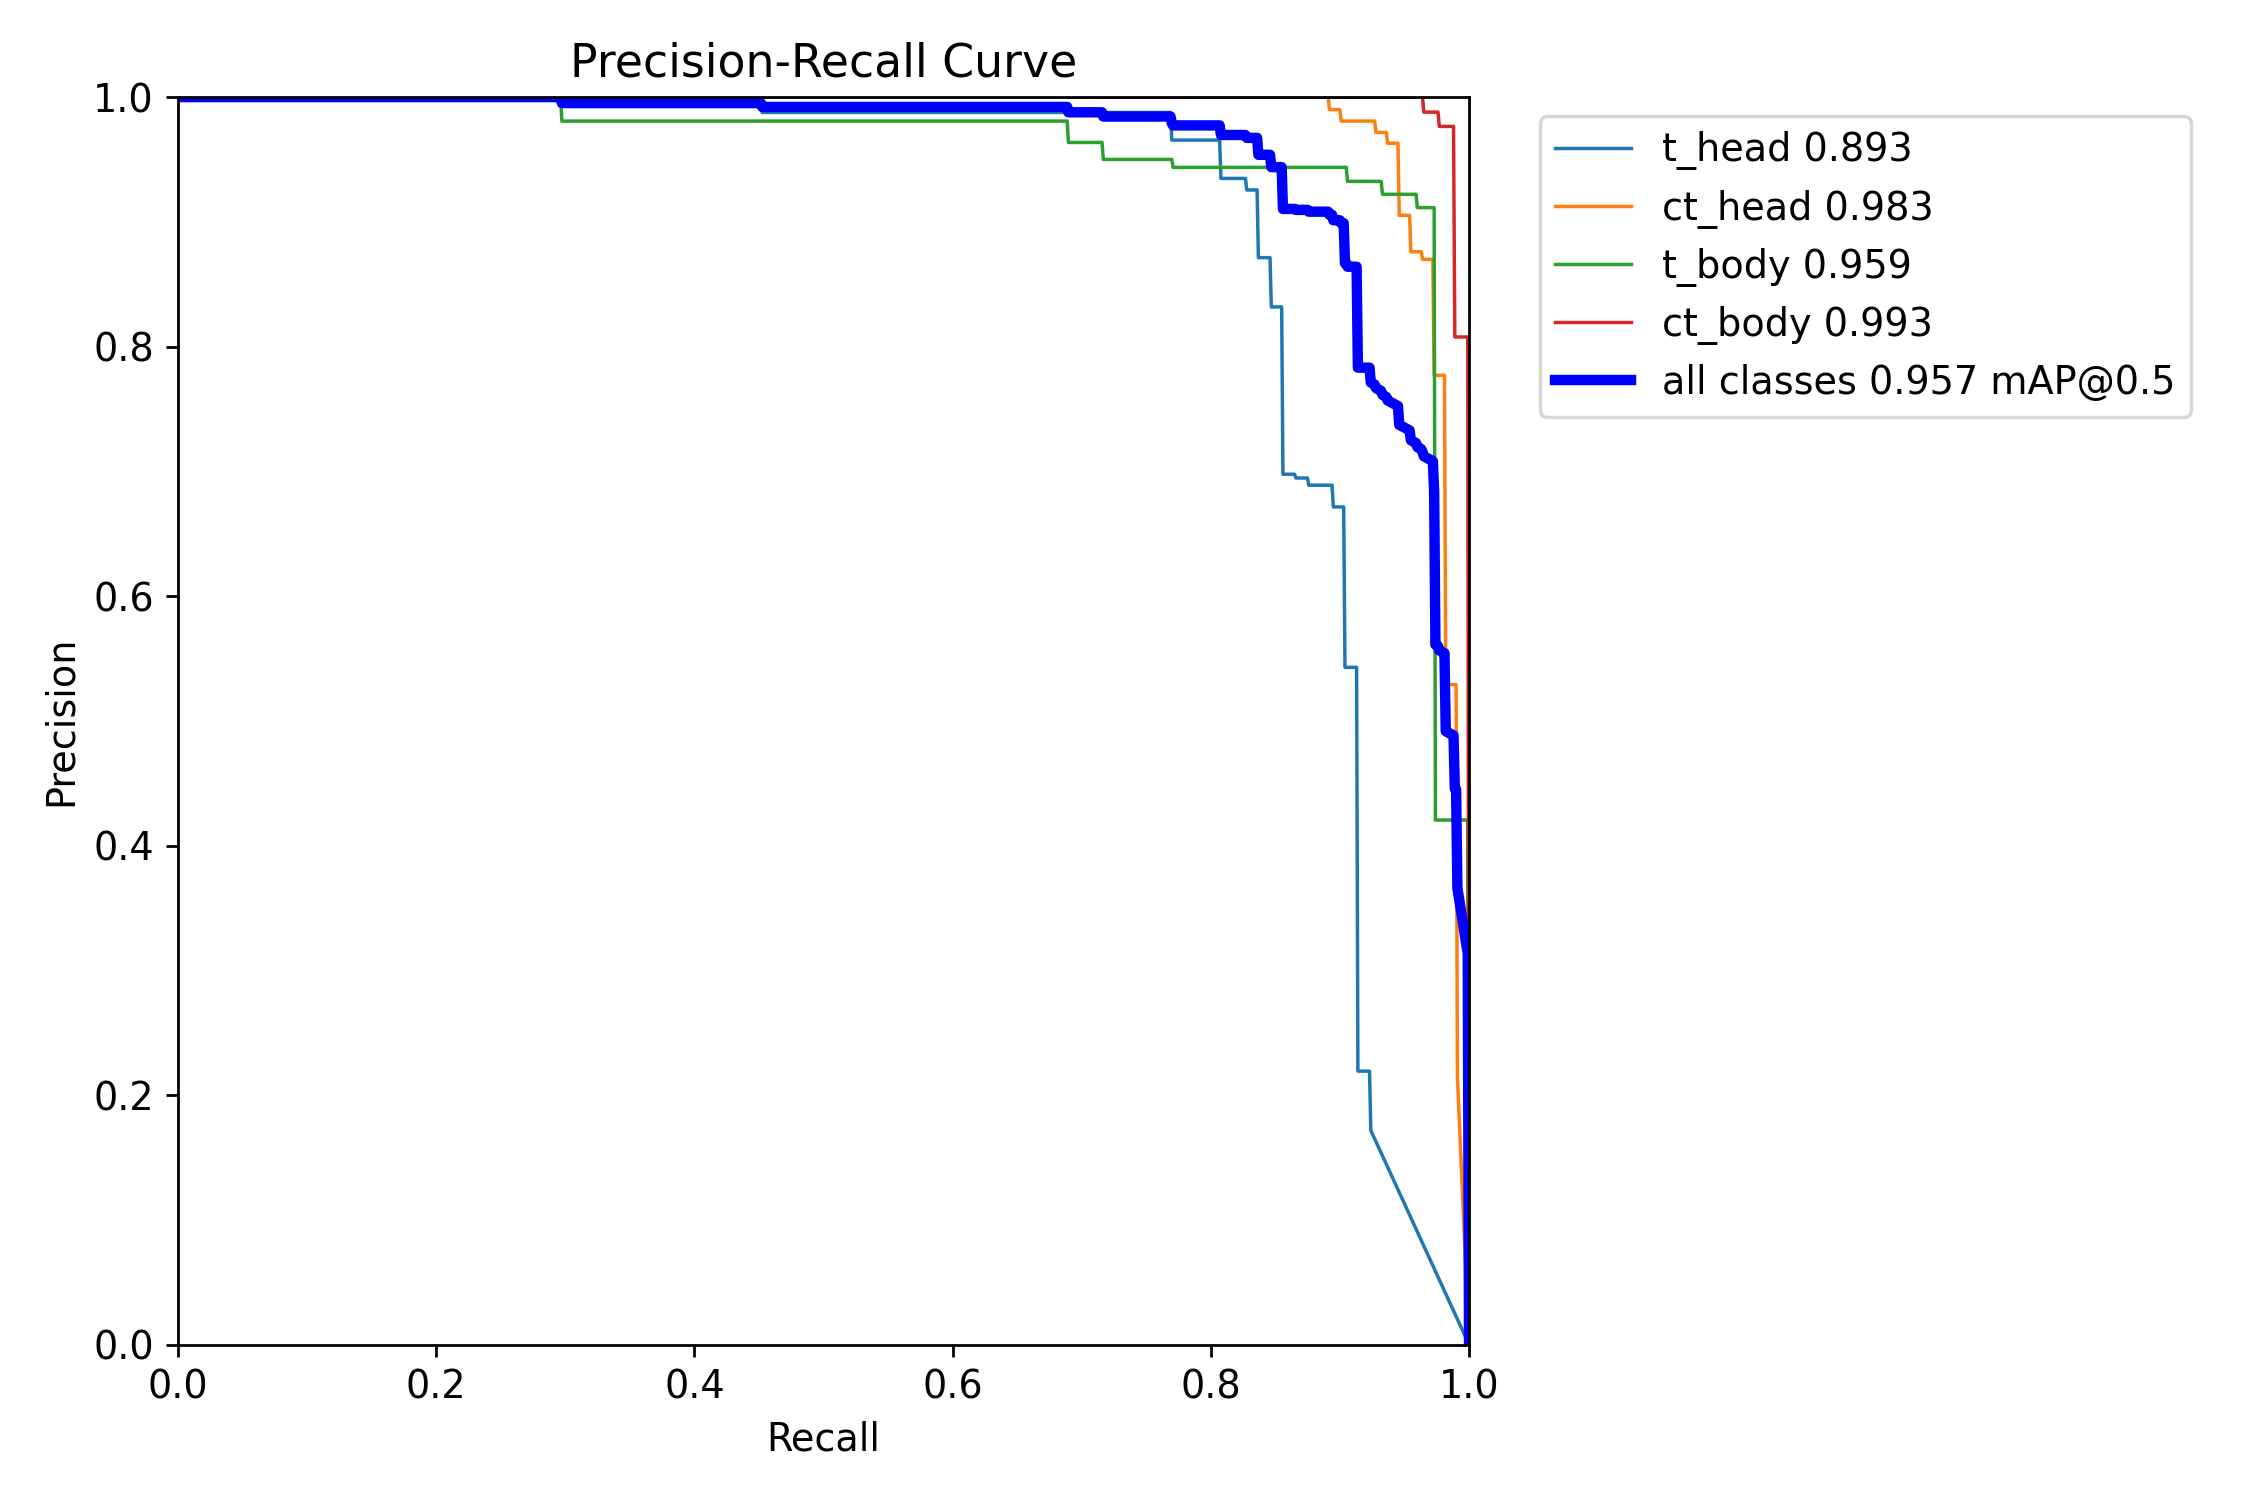 Precision-Recall Curve
1.0
0.8
0.6
0.4
0.2
0.0
Precision
0.0 0.2 0.4 0.6 0.8 1.0
Recall
t_head 0.893
ct_head 0.983
t_body 0.959
ct_body 0.993
all classes 0.957 mAP@0.5